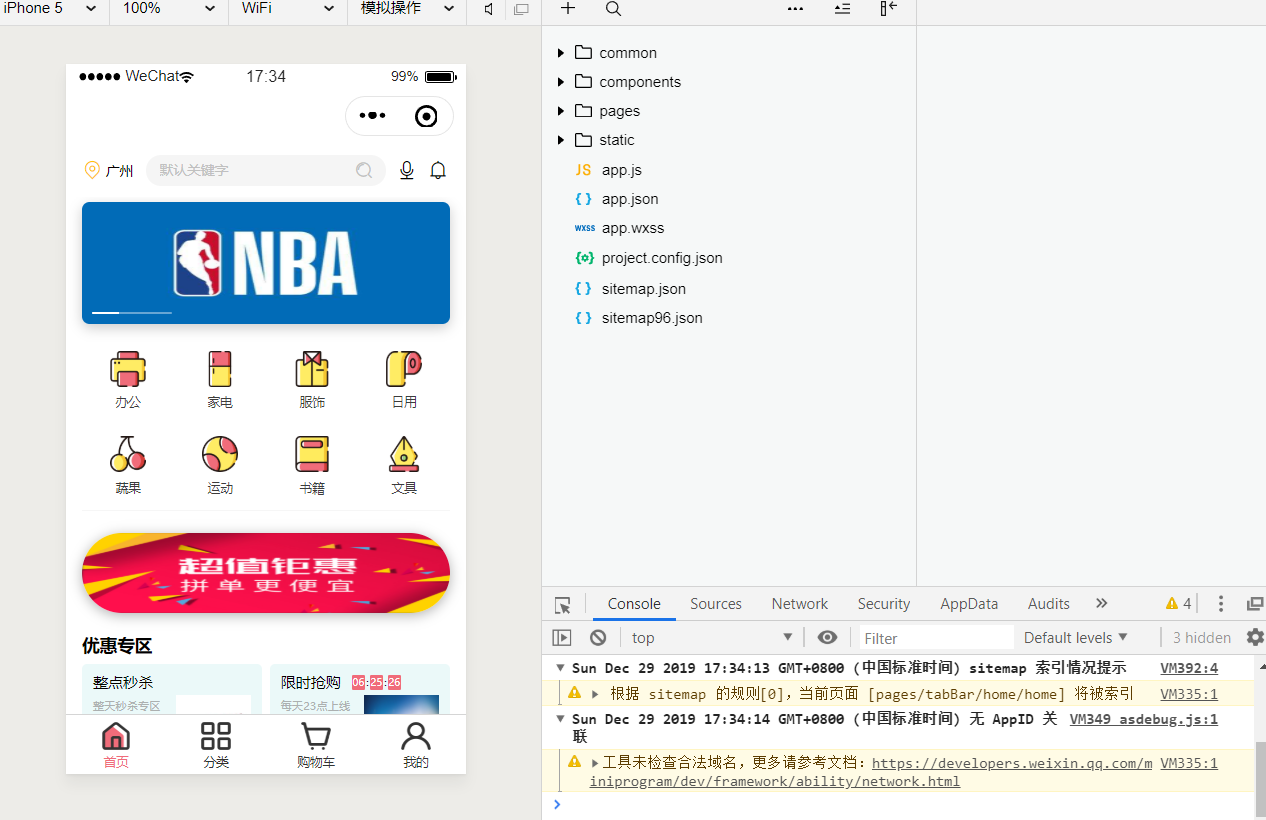 iPhone 5 100% WiFi 模拟操作
WeChat 17:34 99%
广州 默认关键字
NBA
办公 家电 服饰 日用
蔬果 运动 书籍 文具
超值钜惠
拼单更便宜
优惠专区
整点秒杀 限时抢购 06:25:26
整天秒杀专区 每天23点上线
首页 分类 购物车 我的
common
components
pages
static
JS app.js
{ } app.json
wxss app.wxss
project.config.json
{ } sitemap.json
{ } sitemap96.json
Console Sources Network Security AppData Audits 4
top Filter Default levels 3 hidden
Sun Dec 29 2019 17:34:13 GMT+0800 (中国标准时间) sitemap 索引情况提示 VM392:4
根据 sitemap 的规则[0]，当前页面 [pages/tabBar/home/home] 将被索引 VM335:1
Sun Dec 29 2019 17:34:14 GMT+0800 (中国标准时间) 无 AppID 关 VM349 asdebug.js:1
联
工具未检查合法域名，更多请参考文档：https://developers.weixin.qq.com/m VM335:1
iniprogram/dev/framework/ability/network.html